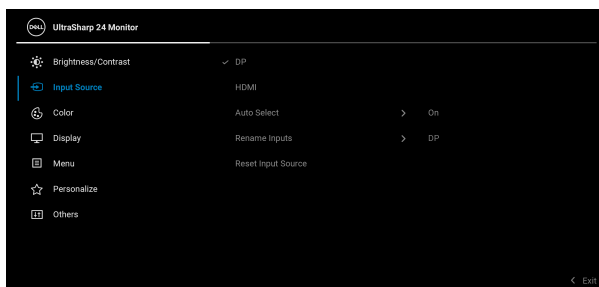 DELL UltraSharp 24 Monitor
Brightness/Contrast DP
Input Source HDMI
Color Auto Select On
Display Rename Inputs DP
Menu Reset Input Source
Personalize
Others
Exit